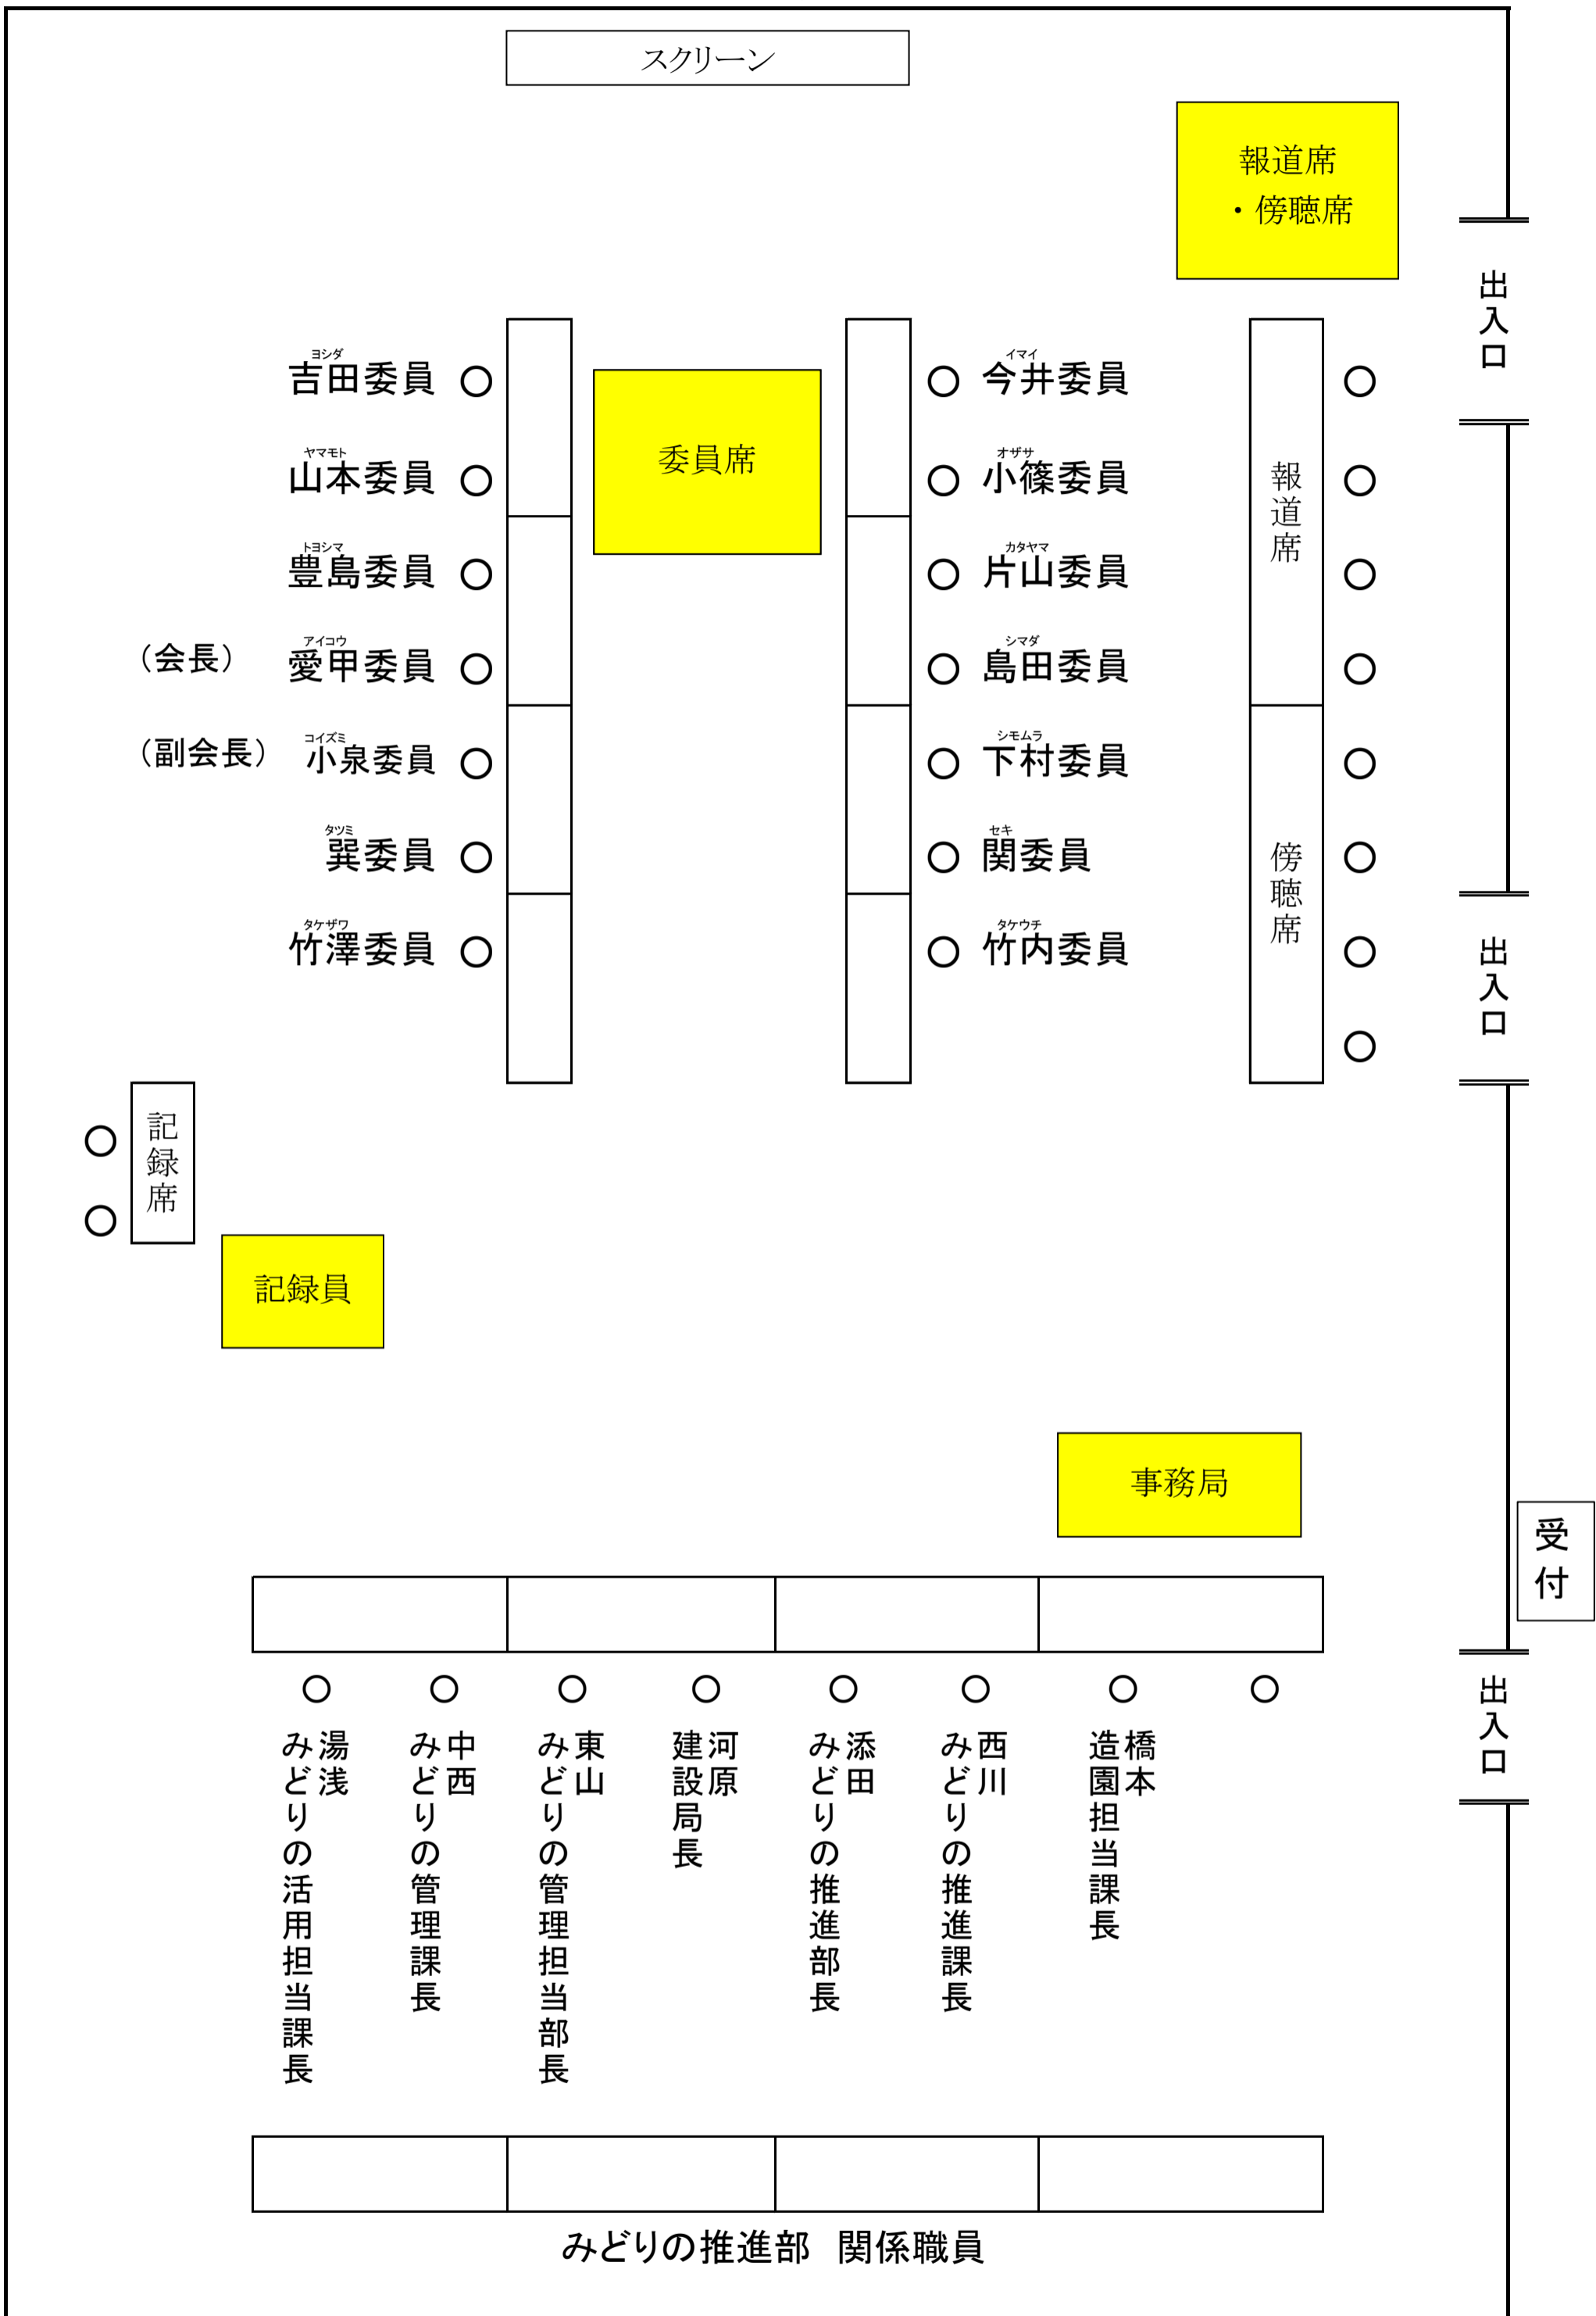 スクリーン
報道席
・傍聴席
出入口
ヨシダ
吉田委員
イマイ
今井委員
委員席
ヤマモト
山本委員
オザサ
小篠委員
報道席
トヨシマ
豊島委員
カタヤマ
片山委員
（会長）
アイコウ
愛甲委員
シマダ
島田委員
（副会長）
コイズミ
小泉委員
シモムラ
下村委員
タツミ
巽委員
セキ
関委員
傍聴席
タケザワ
竹澤委員
タケウチ
竹内委員
出入口
記録席
記録員
事務局
受付
出入口
湯浅
みどりの活用担当課長
中西
みどりの管理課長
東山
みどりの管理担当部長
河原
建設局長
添田
みどりの推進部長
西川
みどりの推進課長
橋本
造園担当課長
みどりの推進部　関係職員